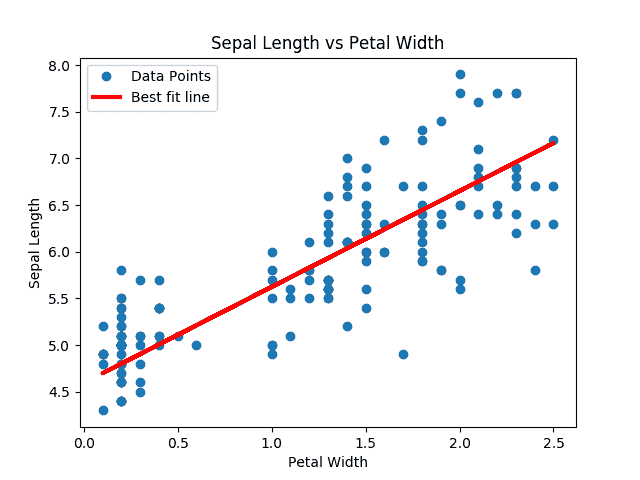 Sepal Length vs Petal Width
Data Points
Best fit line
8.0
7.5
7.0
6.5
6.0
5.5
5.0
4.5
Sepal Length
0.0 0.5 1.0 1.5 2.0 2.5
Petal Width